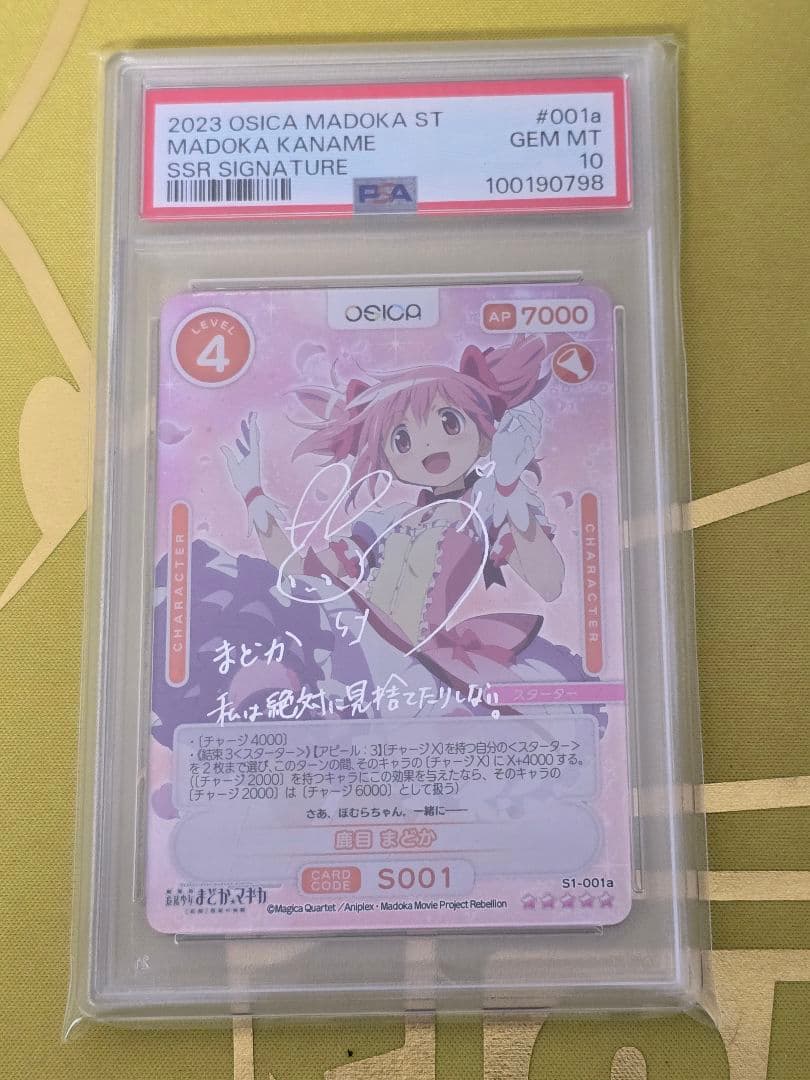 2023 OSICA MADOKA ST #001a
MADOKA KANAME GEM MT
SSR SIGNATURE 10
PSA 100190798
OSICA
LEVEL
4
AP 7000
CHARACTER
CHARACTER
まどか
私は絶対に見捨てたりしない!
スターター
・[チャージ4000]
・《結束3<スターター>》【アピール:3】[チャージX]を持つ自分の<スターター>
を2枚まで選び、このターンの間、そのキャラの[チャージX]にX+4000する。
([チャージ2000]を持つキャラにこの効果を与えたなら、そのキャラの
[チャージ2000]は[チャージ6000]として扱う)
さあ、ほむらちゃん。一緒に――
鹿目 まどか
CARD CODE S001
S1-001a
まどか☆マギカ
©Magica Quartet／Aniplex・Madoka Movie Project Rebellion